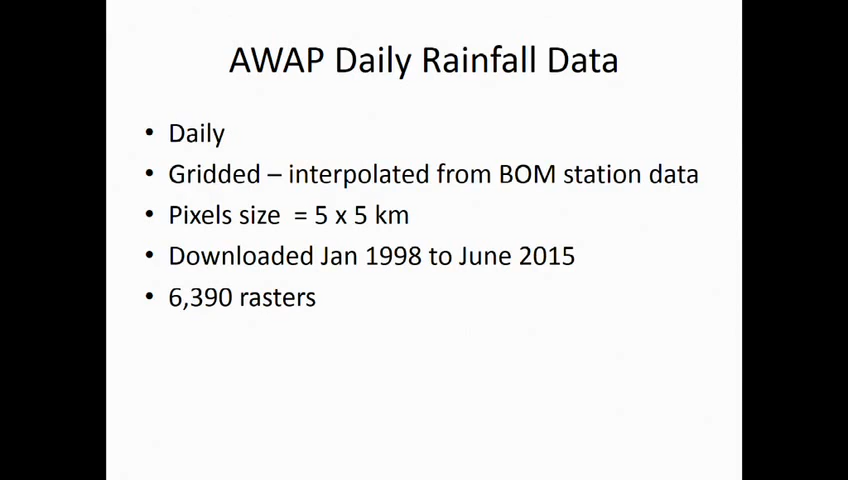 AWAP Daily Rainfall Data
• Daily
• Gridded – interpolated from BOM station data
• Pixels size = 5 x 5 km
• Downloaded Jan 1998 to June 2015
• 6,390 rasters